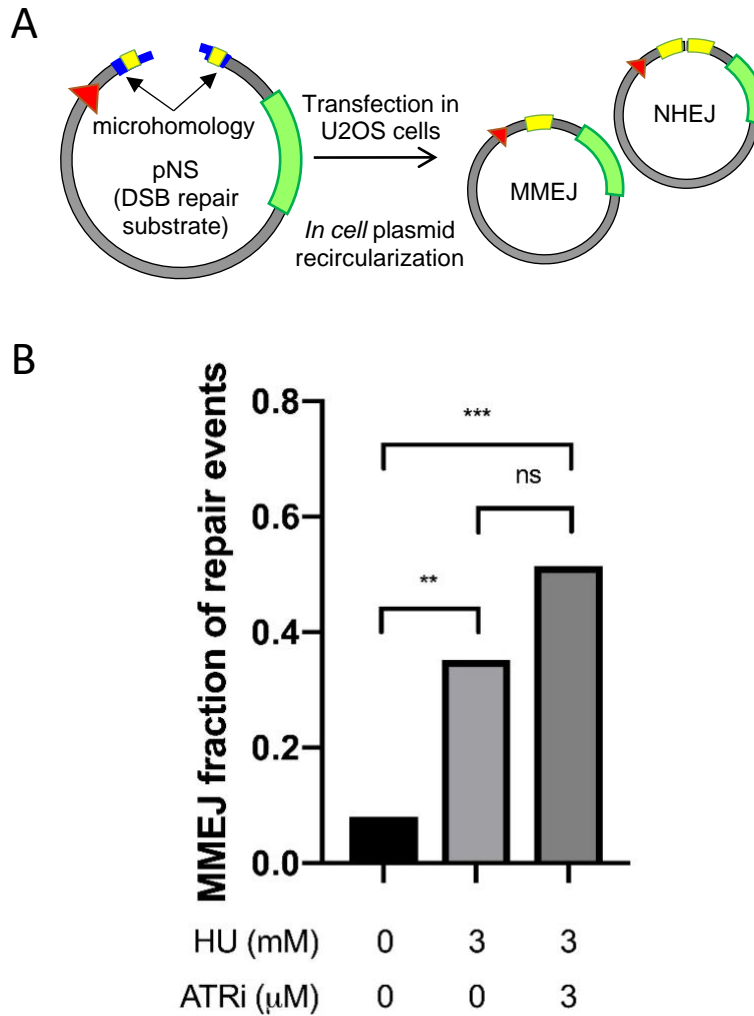 A
microhomology
pNS
(DSB repair
substrate)
Transfection in
U2OS cells
In cell plasmid
recircularization
MMEJ
NHEJ
B
MMEJ fraction of repair events
0.8
0.6
0.4
0.2
0.0
***
ns
**
HU (mM) 0 3 3
ATRi (μM) 0 0 3